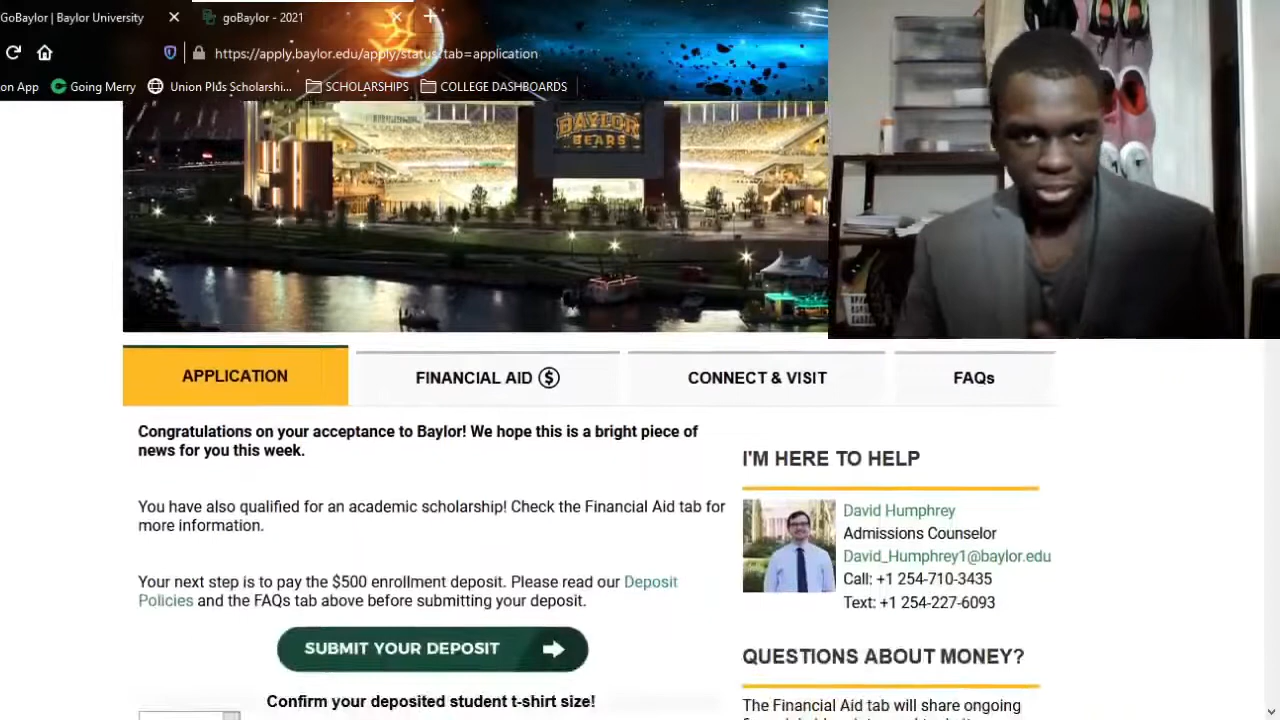 GoBaylor | Baylor University
goBaylor - 2021
https://apply.baylor.edu/apply/status?tab=application
on App
Going Merry
Union Plus Scholarshi...
SCHOLARSHIPS
COLLEGE DASHBOARDS
BAYLOR
BEARS
APPLICATION
FINANCIAL AID
CONNECT & VISIT
FAQs
Congratulations on your acceptance to Baylor! We hope this is a bright piece of
news for you this week.
You have also qualified for an academic scholarship! Check the Financial Aid tab for
more information.
Your next step is to pay the $500 enrollment deposit. Please read our Deposit
Policies and the FAQs tab above before submitting your deposit.
SUBMIT YOUR DEPOSIT
Confirm your deposited student t-shirt size!
I'M HERE TO HELP
David Humphrey
Admissions Counselor
David_Humphrey1@baylor.edu
Call: +1 254-710-3435
Text: +1 254-227-6093
QUESTIONS ABOUT MONEY?
The Financial Aid tab will share ongoing